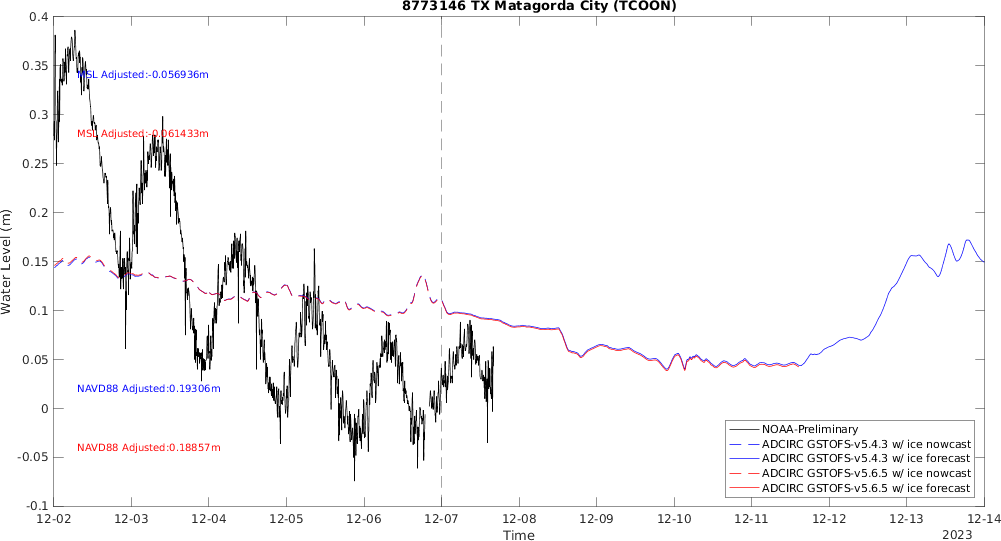 8773146 TX Matagorda City (TCOON)
0.4
0.35
0.3
0.25
0.2
0.15
0.1
0.05
0
-0.05
-0.1
Water Level (m)
MSL Adjusted:-0.056936m
MSL Adjusted:-0.061433m
NAVD88 Adjusted:0.19306m
NAVD88 Adjusted:0.18857m
NOAA-Preliminary
ADCIRC GSTOFS-v5.4.3 w/ ice nowcast
ADCIRC GSTOFS-v5.4.3 w/ ice forecast
ADCIRC GSTOFS-v5.6.5 w/ ice nowcast
ADCIRC GSTOFS-v5.6.5 w/ ice forecast
12-02 12-03 12-04 12-05 12-06 12-07 12-08 12-09 12-10 12-11 12-12 12-13 12-14
Time
2023